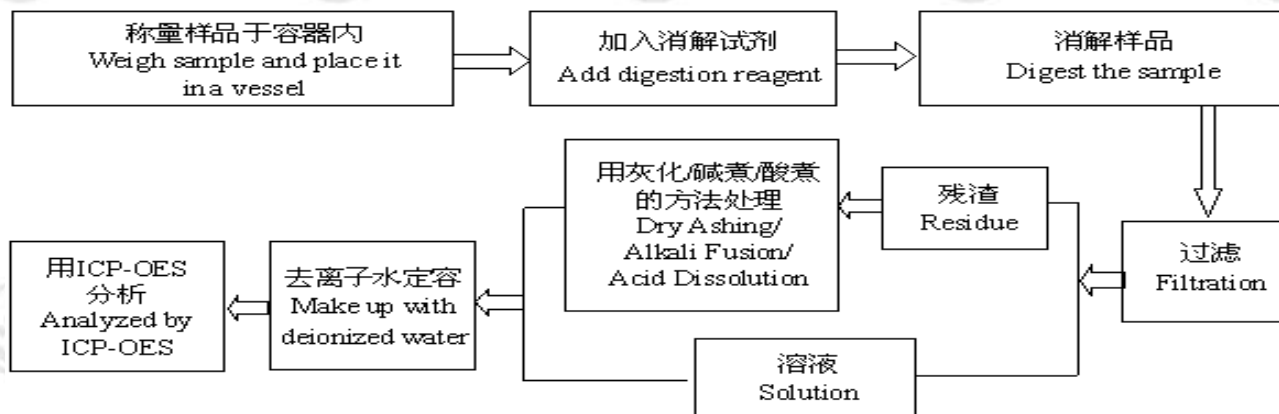 称量样品于容器内
Weigh sample and place it
in a vessel
加入消解试剂
Add digestion reagent
消解样品
Digest the sample
过滤
Filtration
残渣
Residue
用灰化/碱煮/酸煮
的方法处理
Dry Ashing/
Alkali Fusion/
Acid Dissolution
溶液
Solution
去离子水定容
Make up with
deionized water
用ICP-OES
分析
Analyzed by
ICP-OES